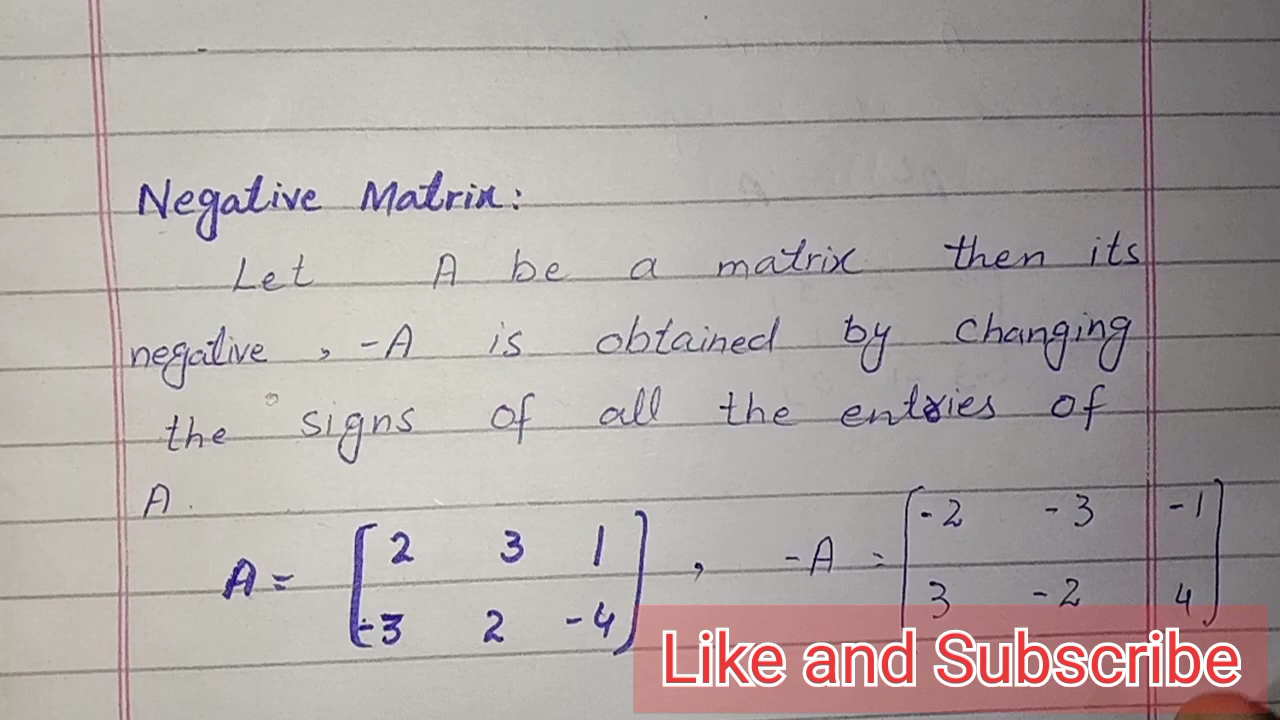 Negative Matrix:
Let A be a matrix then its
negative, -A is obtained by changing
the signs of all the entries of
A.
A = [2 3 1
-3 2 -4] , -A = [-2 -3 -1
3 -2 4]
Like and Subscribe